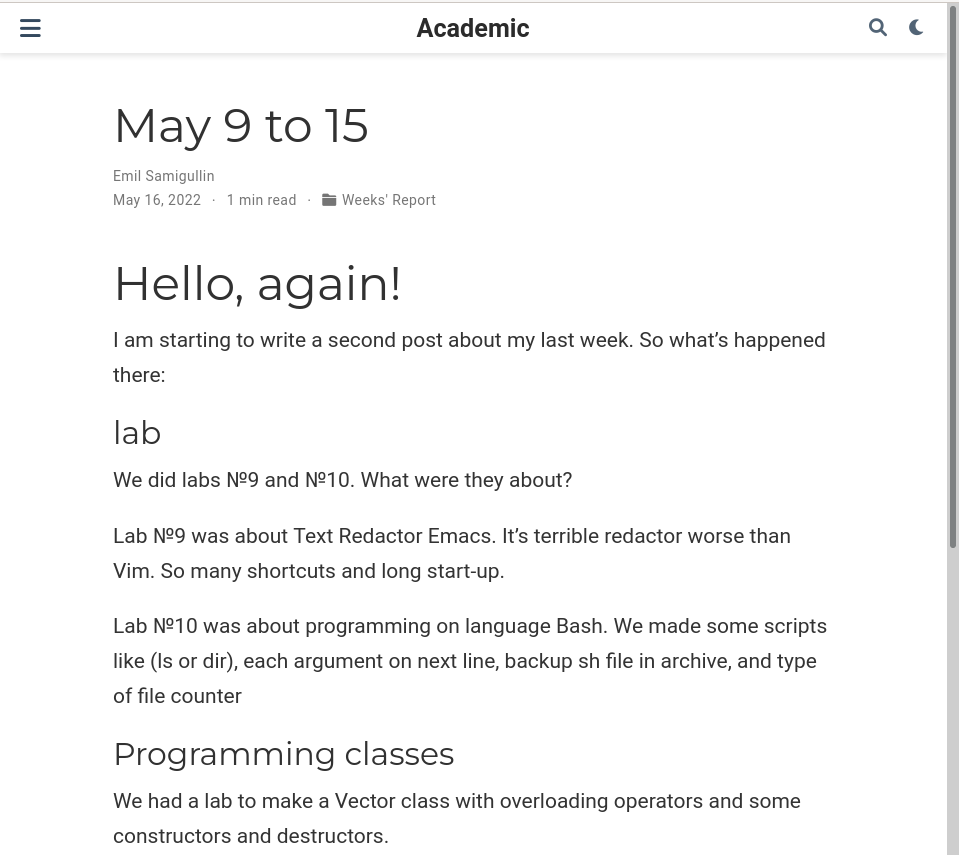 Academic
May 9 to 15
Emil Samigullin
May 16, 2022 · 1 min read · Weeks' Report
Hello, again!
I am starting to write a second post about my last week. So what’s happened
there:
lab
We did labs №9 and №10. What were they about?
Lab №9 was about Text Redactor Emacs. It’s terrible redactor worse than
Vim. So many shortcuts and long start-up.
Lab №10 was about programming on language Bash. We made some scripts
like (ls or dir), each argument on next line, backup sh file in archive, and type
of file counter
Programming classes
We had a lab to make a Vector class with overloading operators and some
constructors and destructors.